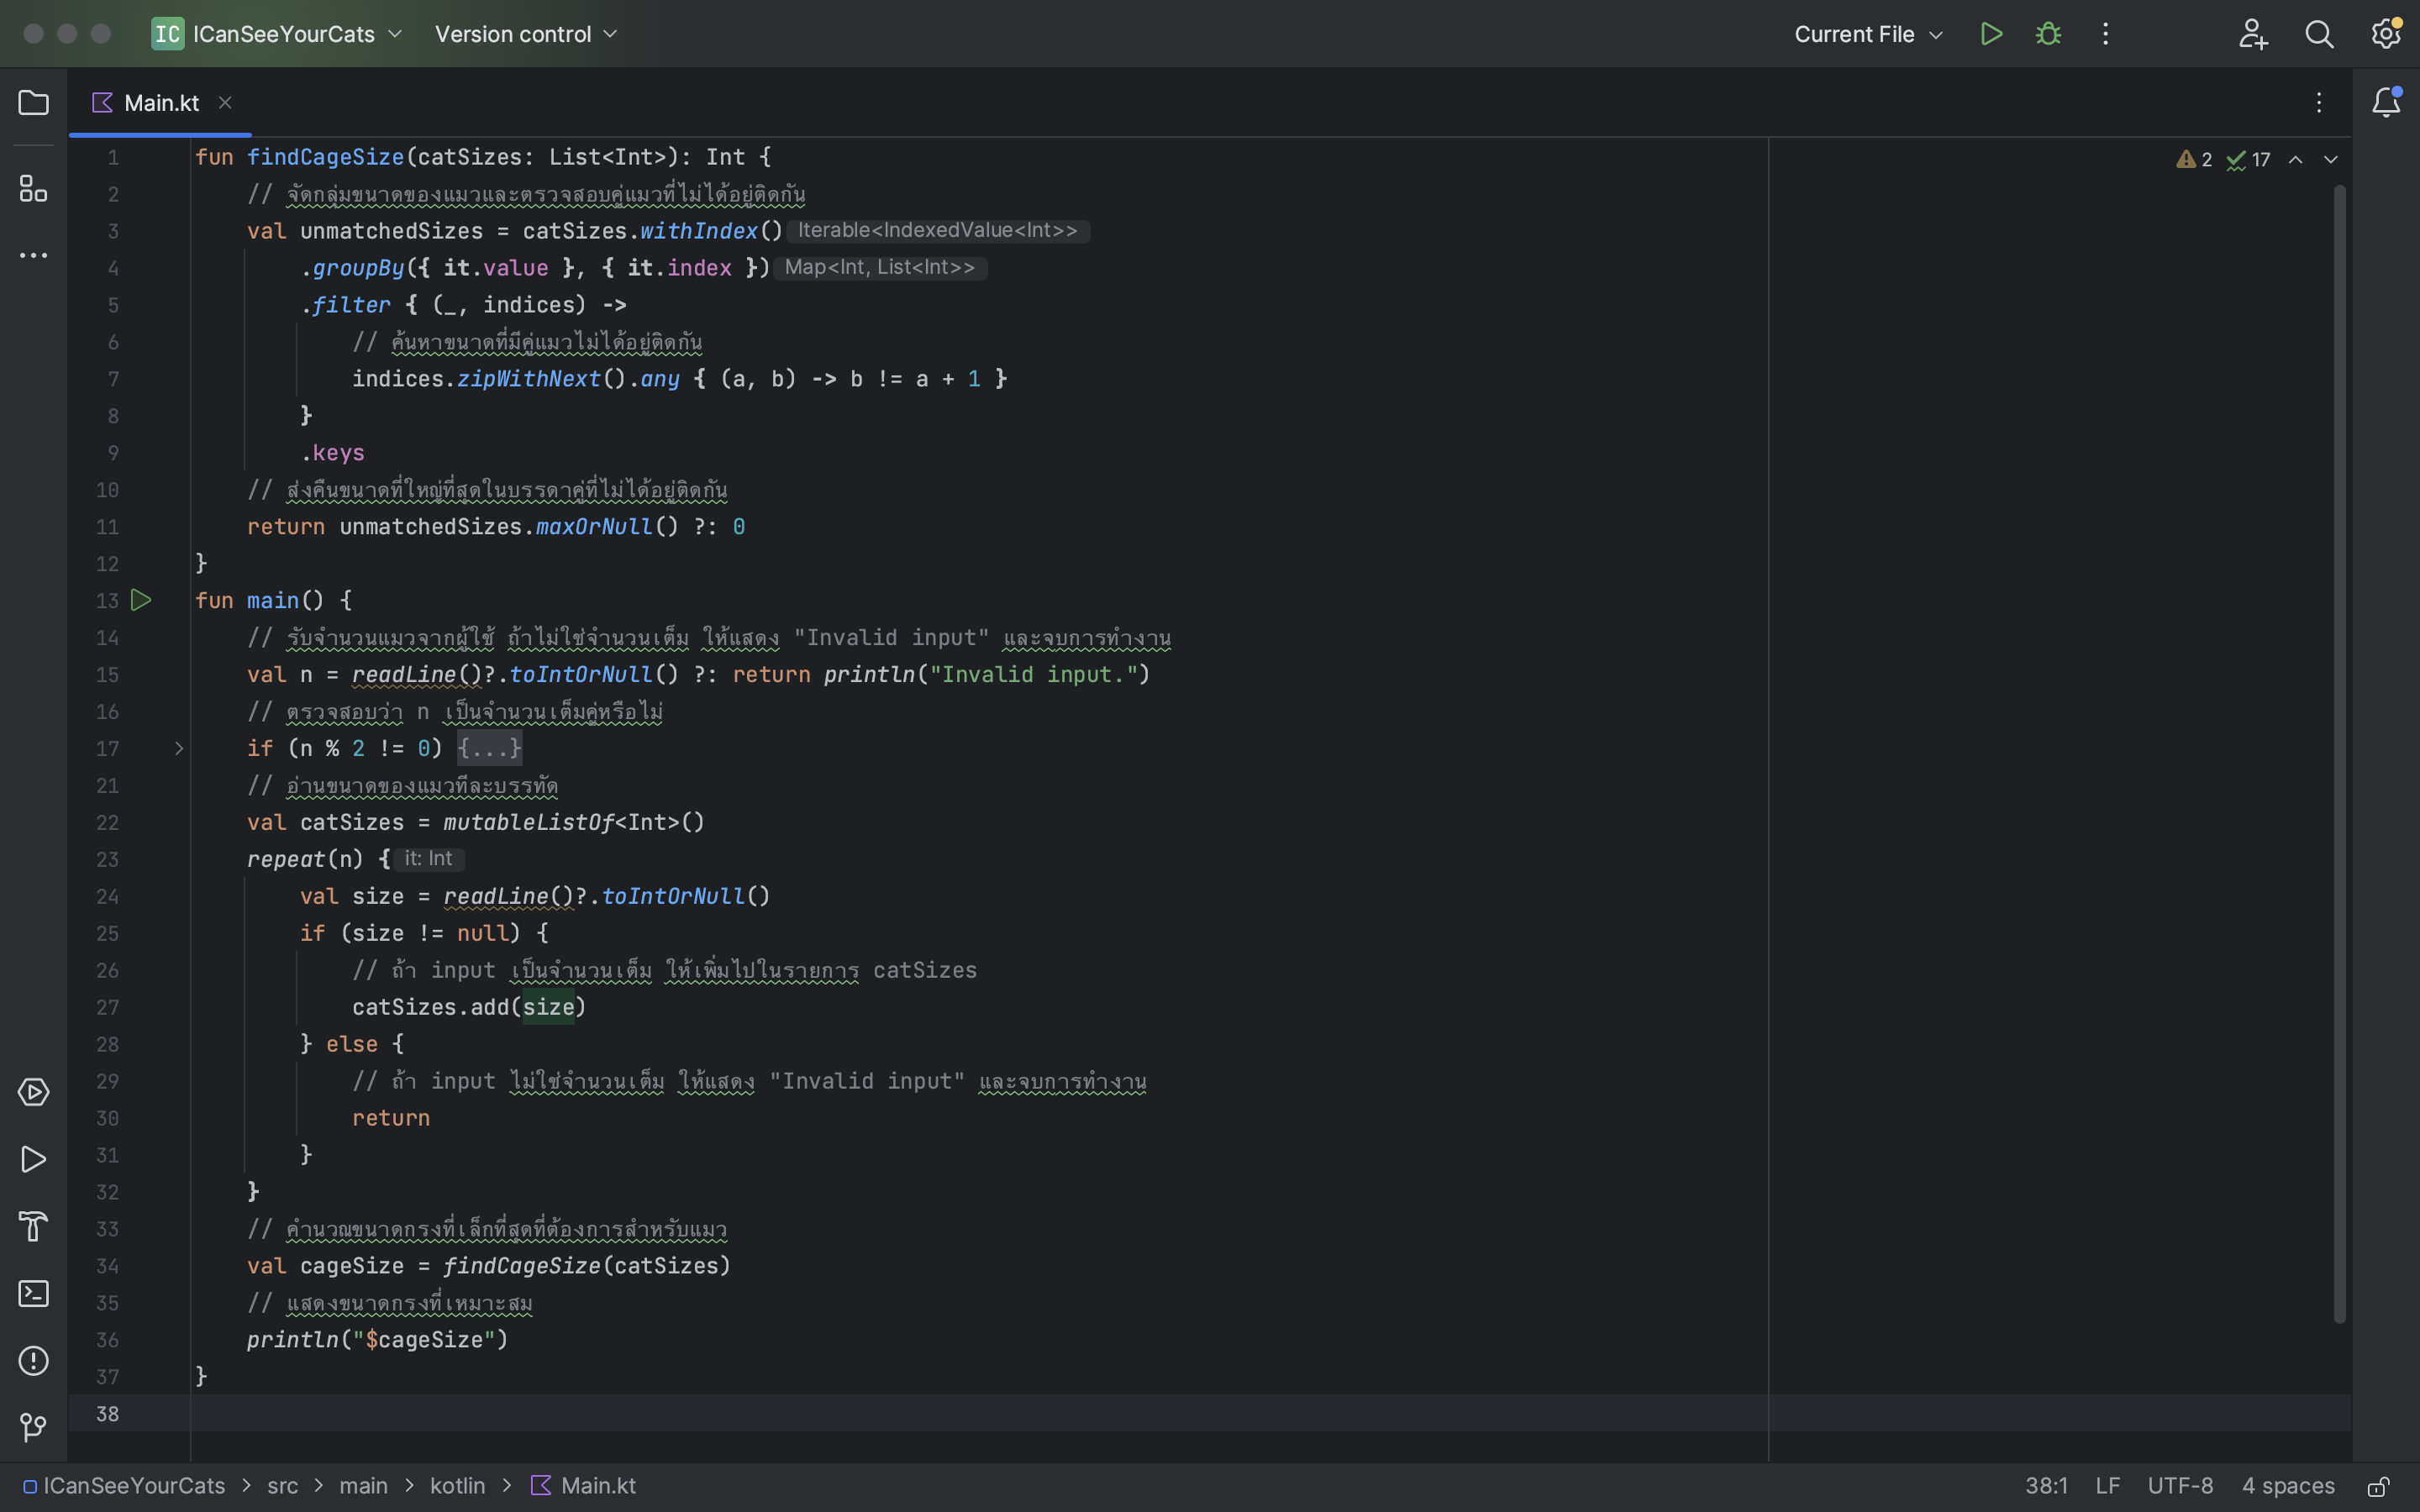 IC ICanSeeYourCats Version control Current File
Main.kt
2 17
1 fun findCageSize(catSizes: List<Int>): Int {
2 // จัดกลุ่มขนาดของแมวและตรวจสอบคู่แมวที่ไม่ได้อยู่ติดกัน
3 val unmatchedSizes = catSizes.withIndex() Iterable<IndexedValue<Int>>
4 .groupBy({ it.value }, { it.index }) Map<Int, List<Int>>
5 .filter { (_, indices) ->
6 // ค้นหาขนาดที่มีคู่แมวไม่ได้อยู่ติดกัน
7 indices.zipWithNext().any { (a, b) -> b != a + 1 }
8 }
9 .keys
10 // ส่งคืนขนาดที่ใหญ่ที่สุดในบรรดาคู่ที่ไม่ได้อยู่ติดกัน
11 return unmatchedSizes.maxOrNull() ?: 0
12 }
13 fun main() {
14 // รับจำนวนแมวจากผู้ใช้ ถ้าไม่ใช่จำนวนเต็ม ให้แสดง "Invalid input" และจบการทำงาน
15 val n = readLine()?.toIntOrNull() ?: return println("Invalid input.")
16 // ตรวจสอบว่า n เป็นจำนวนเต็มคู่หรือไม่
17 if (n % 2 != 0) {...}
21 // อ่านขนาดของแมวทีละบรรทัด
22 val catSizes = mutableListOf<Int>()
23 repeat(n) { it: Int
24 val size = readLine()?.toIntOrNull()
25 if (size != null) {
26 // ถ้า input เป็นจำนวนเต็ม ให้เพิ่มไปในรายการ catSizes
27 catSizes.add(size)
28 } else {
29 // ถ้า input ไม่ใช่จำนวนเต็ม ให้แสดง "Invalid input" และจบการทำงาน
30 return
31 }
32 }
33 // คำนวณขนาดกรงที่เล็กที่สุดที่ต้องการสำหรับแมว
34 val cageSize = findCageSize(catSizes)
35 // แสดงขนาดกรงที่เหมาะสม
36 println("$cageSize")
37 }
38
ICanSeeYourCats > src > main > kotlin > Main.kt 38:1 LF UTF-8 4 spaces